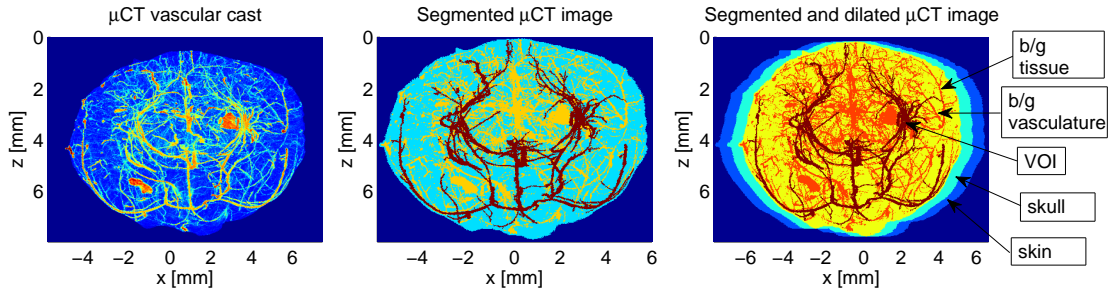 μCT vascular cast
0
2
4
6
z [mm]
−4
−2
0
2
4
6
x [mm]
Segmented μCT image
0
2
4
6
z [mm]
−4
−2
0
2
4
6
x [mm]
Segmented and dilated μCT image
0
2
4
6
z [mm]
−6
−4
−2
0
2
4
6
x [mm]
b/g
tissue
b/g
vasculature
VOI
skull
skin